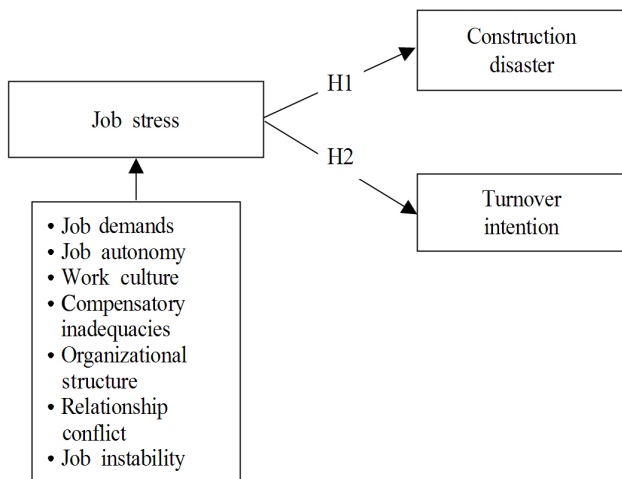 Construction
disaster
H1
Job stress
H2
Turnover
intention
• Job demands
• Job autonomy
• Work culture
• Compensatory
inadequacies
• Organizational
structure
• Relationship
conflict
• Job instability